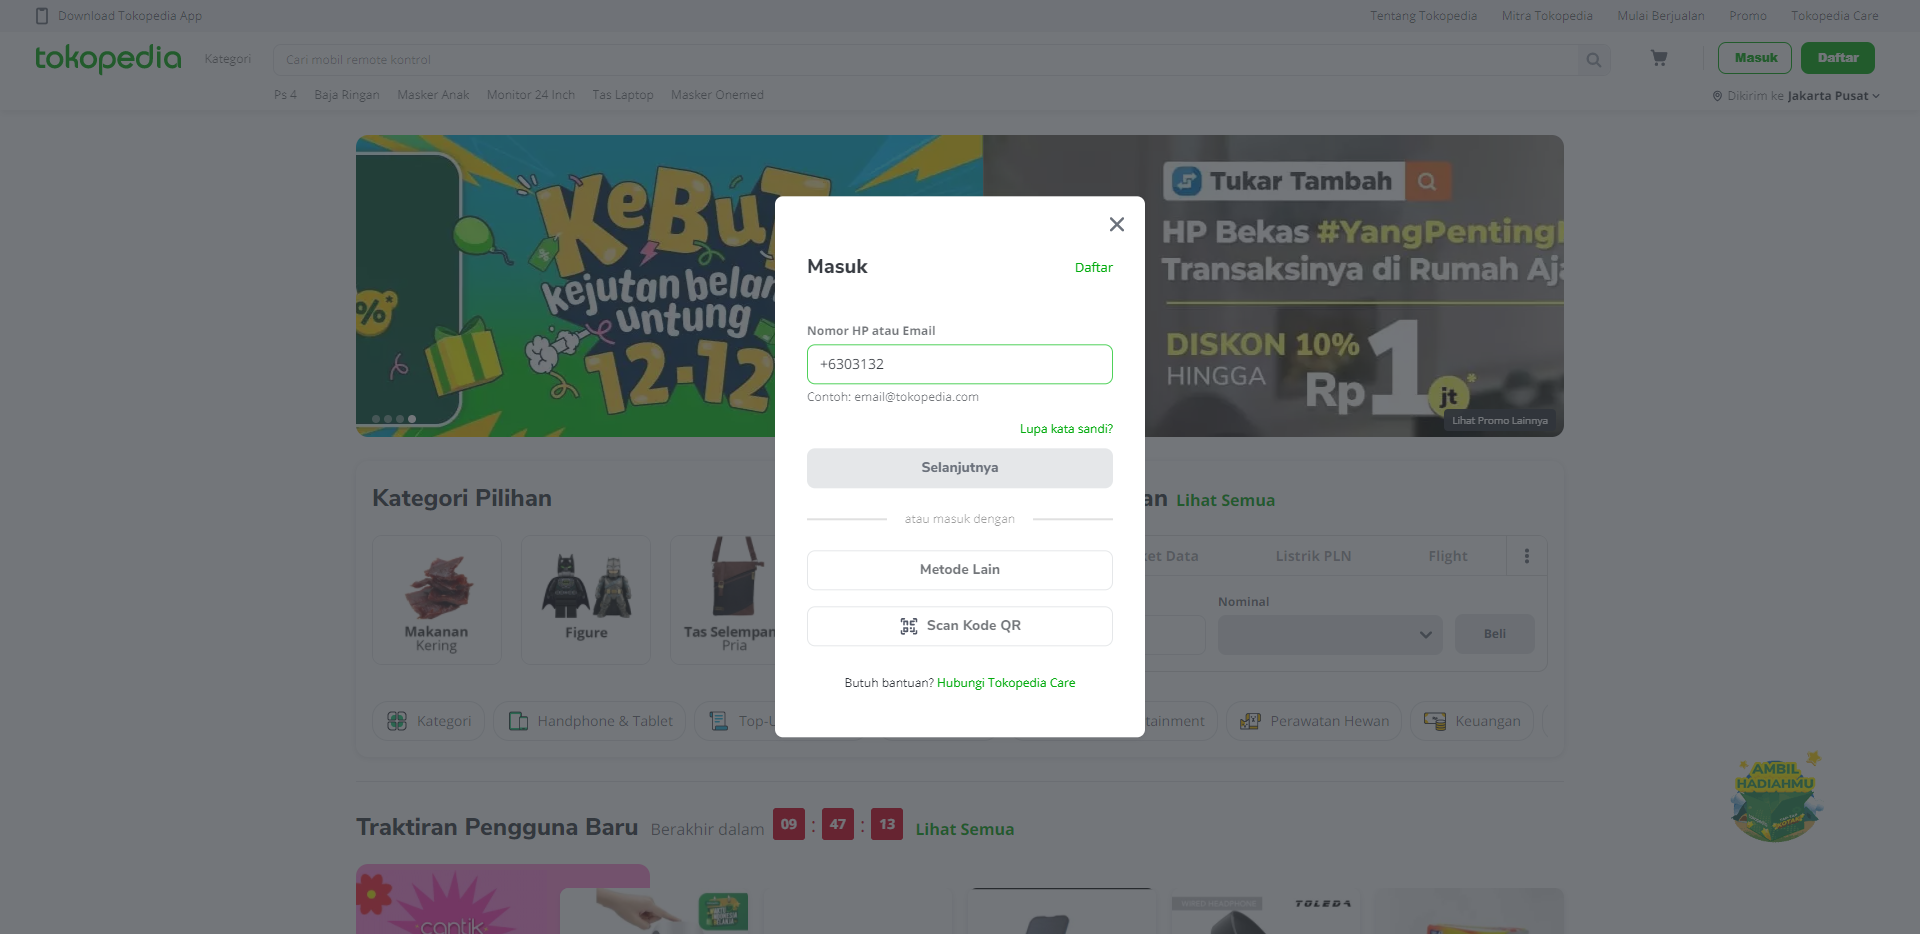 Download Tokopedia App
Tentang Tokopedia Mitra Tokopedia Mulai Berjualan Promo Tokopedia Care
tokopedia
Kategori
Cari mobil remote kontrol
Masuk
Daftar
Ps 4 Baja Ringan Masker Anak Monitor 24 Inch Tas Laptop Masker Onemed
Dikirim ke Jakarta Pusat
%
kejutan belan
untung
12.12
Tukar Tambah
HP Bekas #YangPenting
Transaksinya di Rumah Aja
DISKON 10%
HINGGA
Rp1
jt*
Lihat Promo Lainnya
Masuk
Daftar
Nomor HP atau Email
+6303132
Contoh: email@tokopedia.com
Lupa kata sandi?
Selanjutnya
atau masuk dengan
Metode Lain
Scan Kode QR
Butuh bantuan? Hubungi Tokopedia Care
Kategori Pilihan
an Lihat Semua
Makanan
Kering
Figure
Tas Selempan
Pria
et Data
Listrik PLN
Flight
Nominal
Beli
Kategori
Handphone & Tablet
Top-U
tainment
Perawatan Hewan
Keuangan
AMBIL
HADIAHMU
Traktiran Pengguna Baru
Berakhir dalam
09 : 47 : 13
Lihat Semua
cantik
WIRED HEADPHONE
TOLEDA